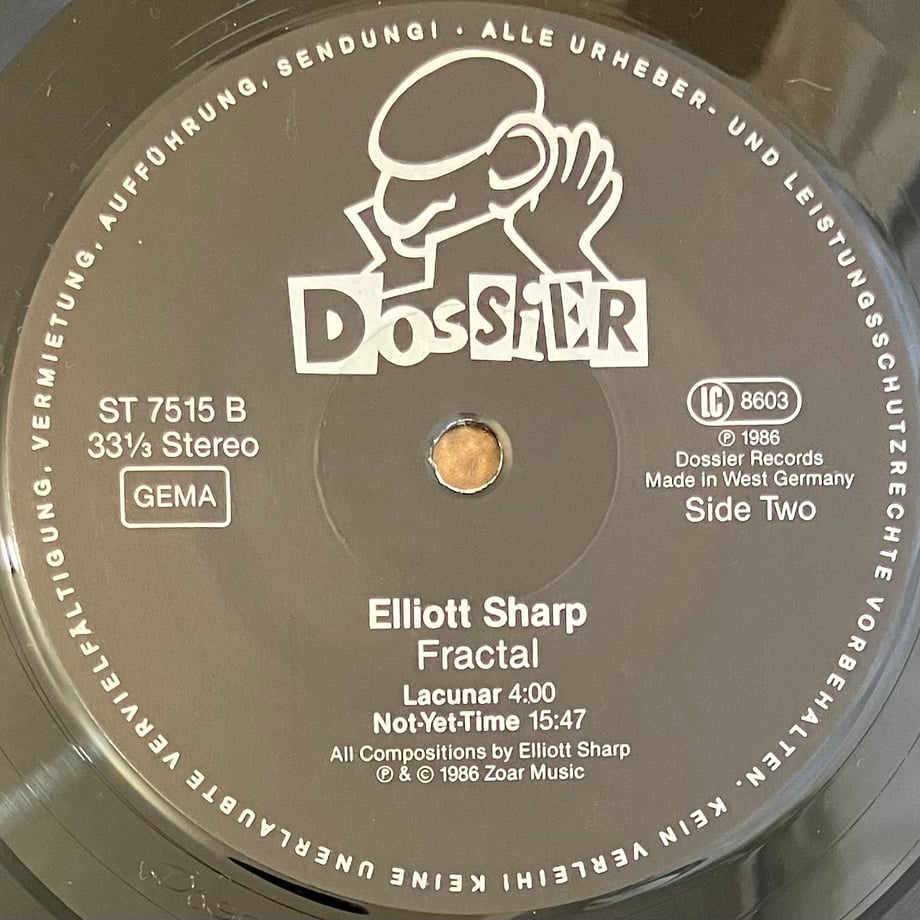 ALLE URHEBER- UND LEISTUNGSSCHUTZRECHTE VORBEHALTEN. KEIN VERLEIH! KEINE UNERLAUBTE VERVIELFÄLTIGUNG, VERMIETUNG, AUFFÜHRUNG, SENDUNG! ·
DOSSiER
ST 7515 B
33⅓ Stereo
GEMA
LC 8603
℗ 1986
Dossier Records
Made in West Germany
Side Two
Elliott Sharp
Fractal
Lacunar 4:00
Not-Yet-Time 15:47
All Compositions by Elliott Sharp
℗ & © 1986 Zoar Music